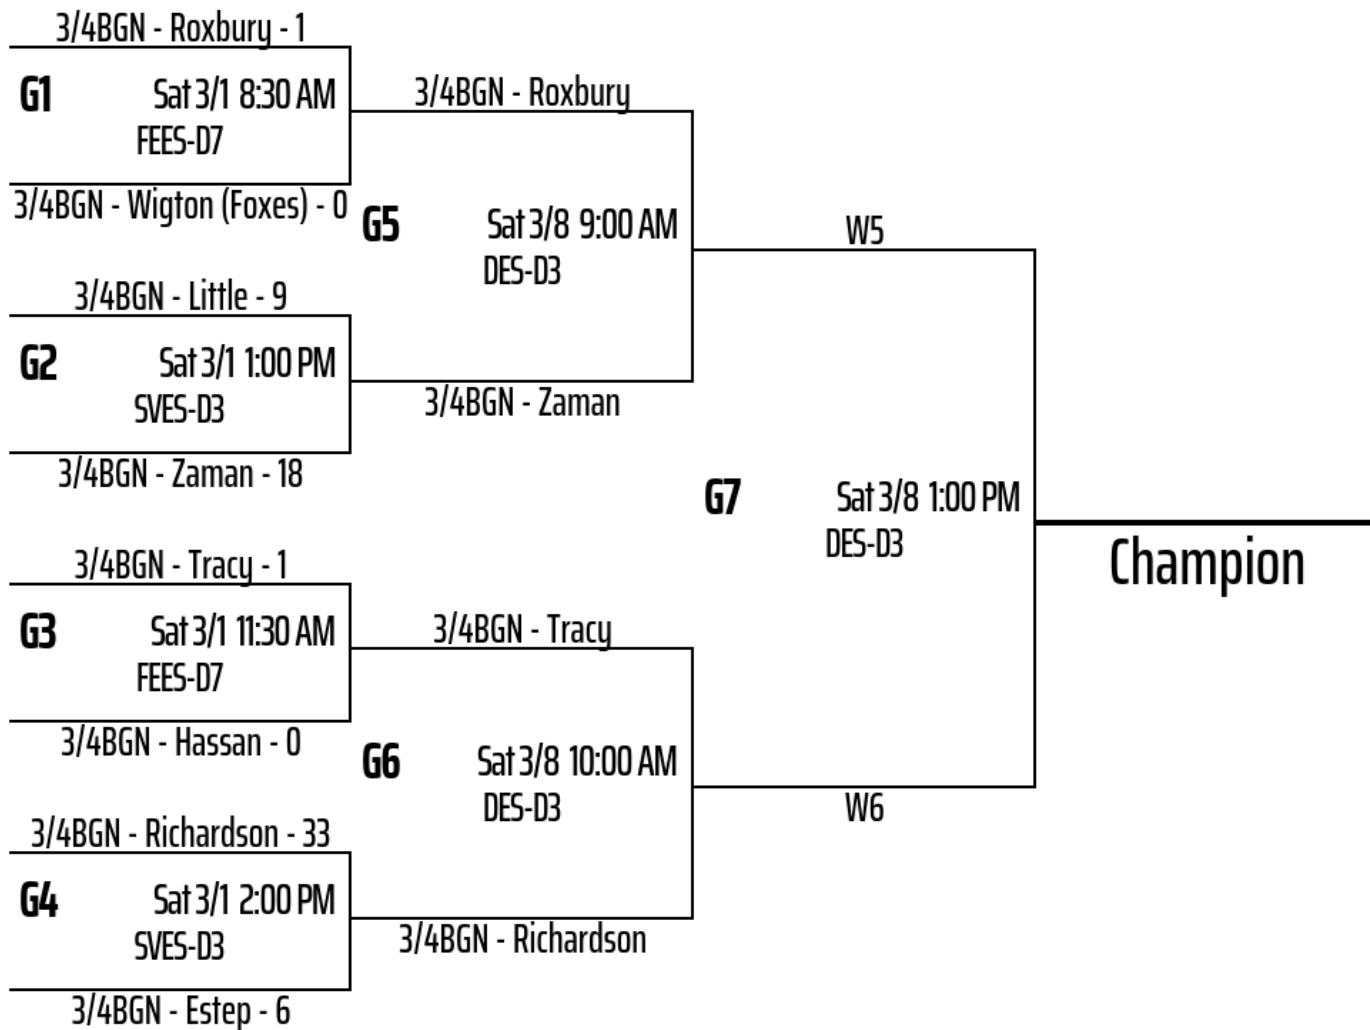 3/4BGN - Roxbury - 1
G1 Sat 3/1 8:30 AM
FEES-D7
3/4BGN - Wigton (Foxes) - 0
3/4BGN - Little - 9
G2 Sat 3/1 1:00 PM
SVES-D3
3/4BGN - Zaman - 18
3/4BGN - Tracy - 1
G3 Sat 3/1 11:30 AM
FEES-D7
3/4BGN - Hassan - 0
3/4BGN - Richardson - 33
G4 Sat 3/1 2:00 PM
SVES-D3
3/4BGN - Estep - 6
3/4BGN - Roxbury
G5 Sat 3/8 9:00 AM
DES-D3
3/4BGN - Zaman
3/4BGN - Tracy
G6 Sat 3/8 10:00 AM
DES-D3
3/4BGN - Richardson
W5
G7 Sat 3/8 1:00 PM
DES-D3
W6
Champion